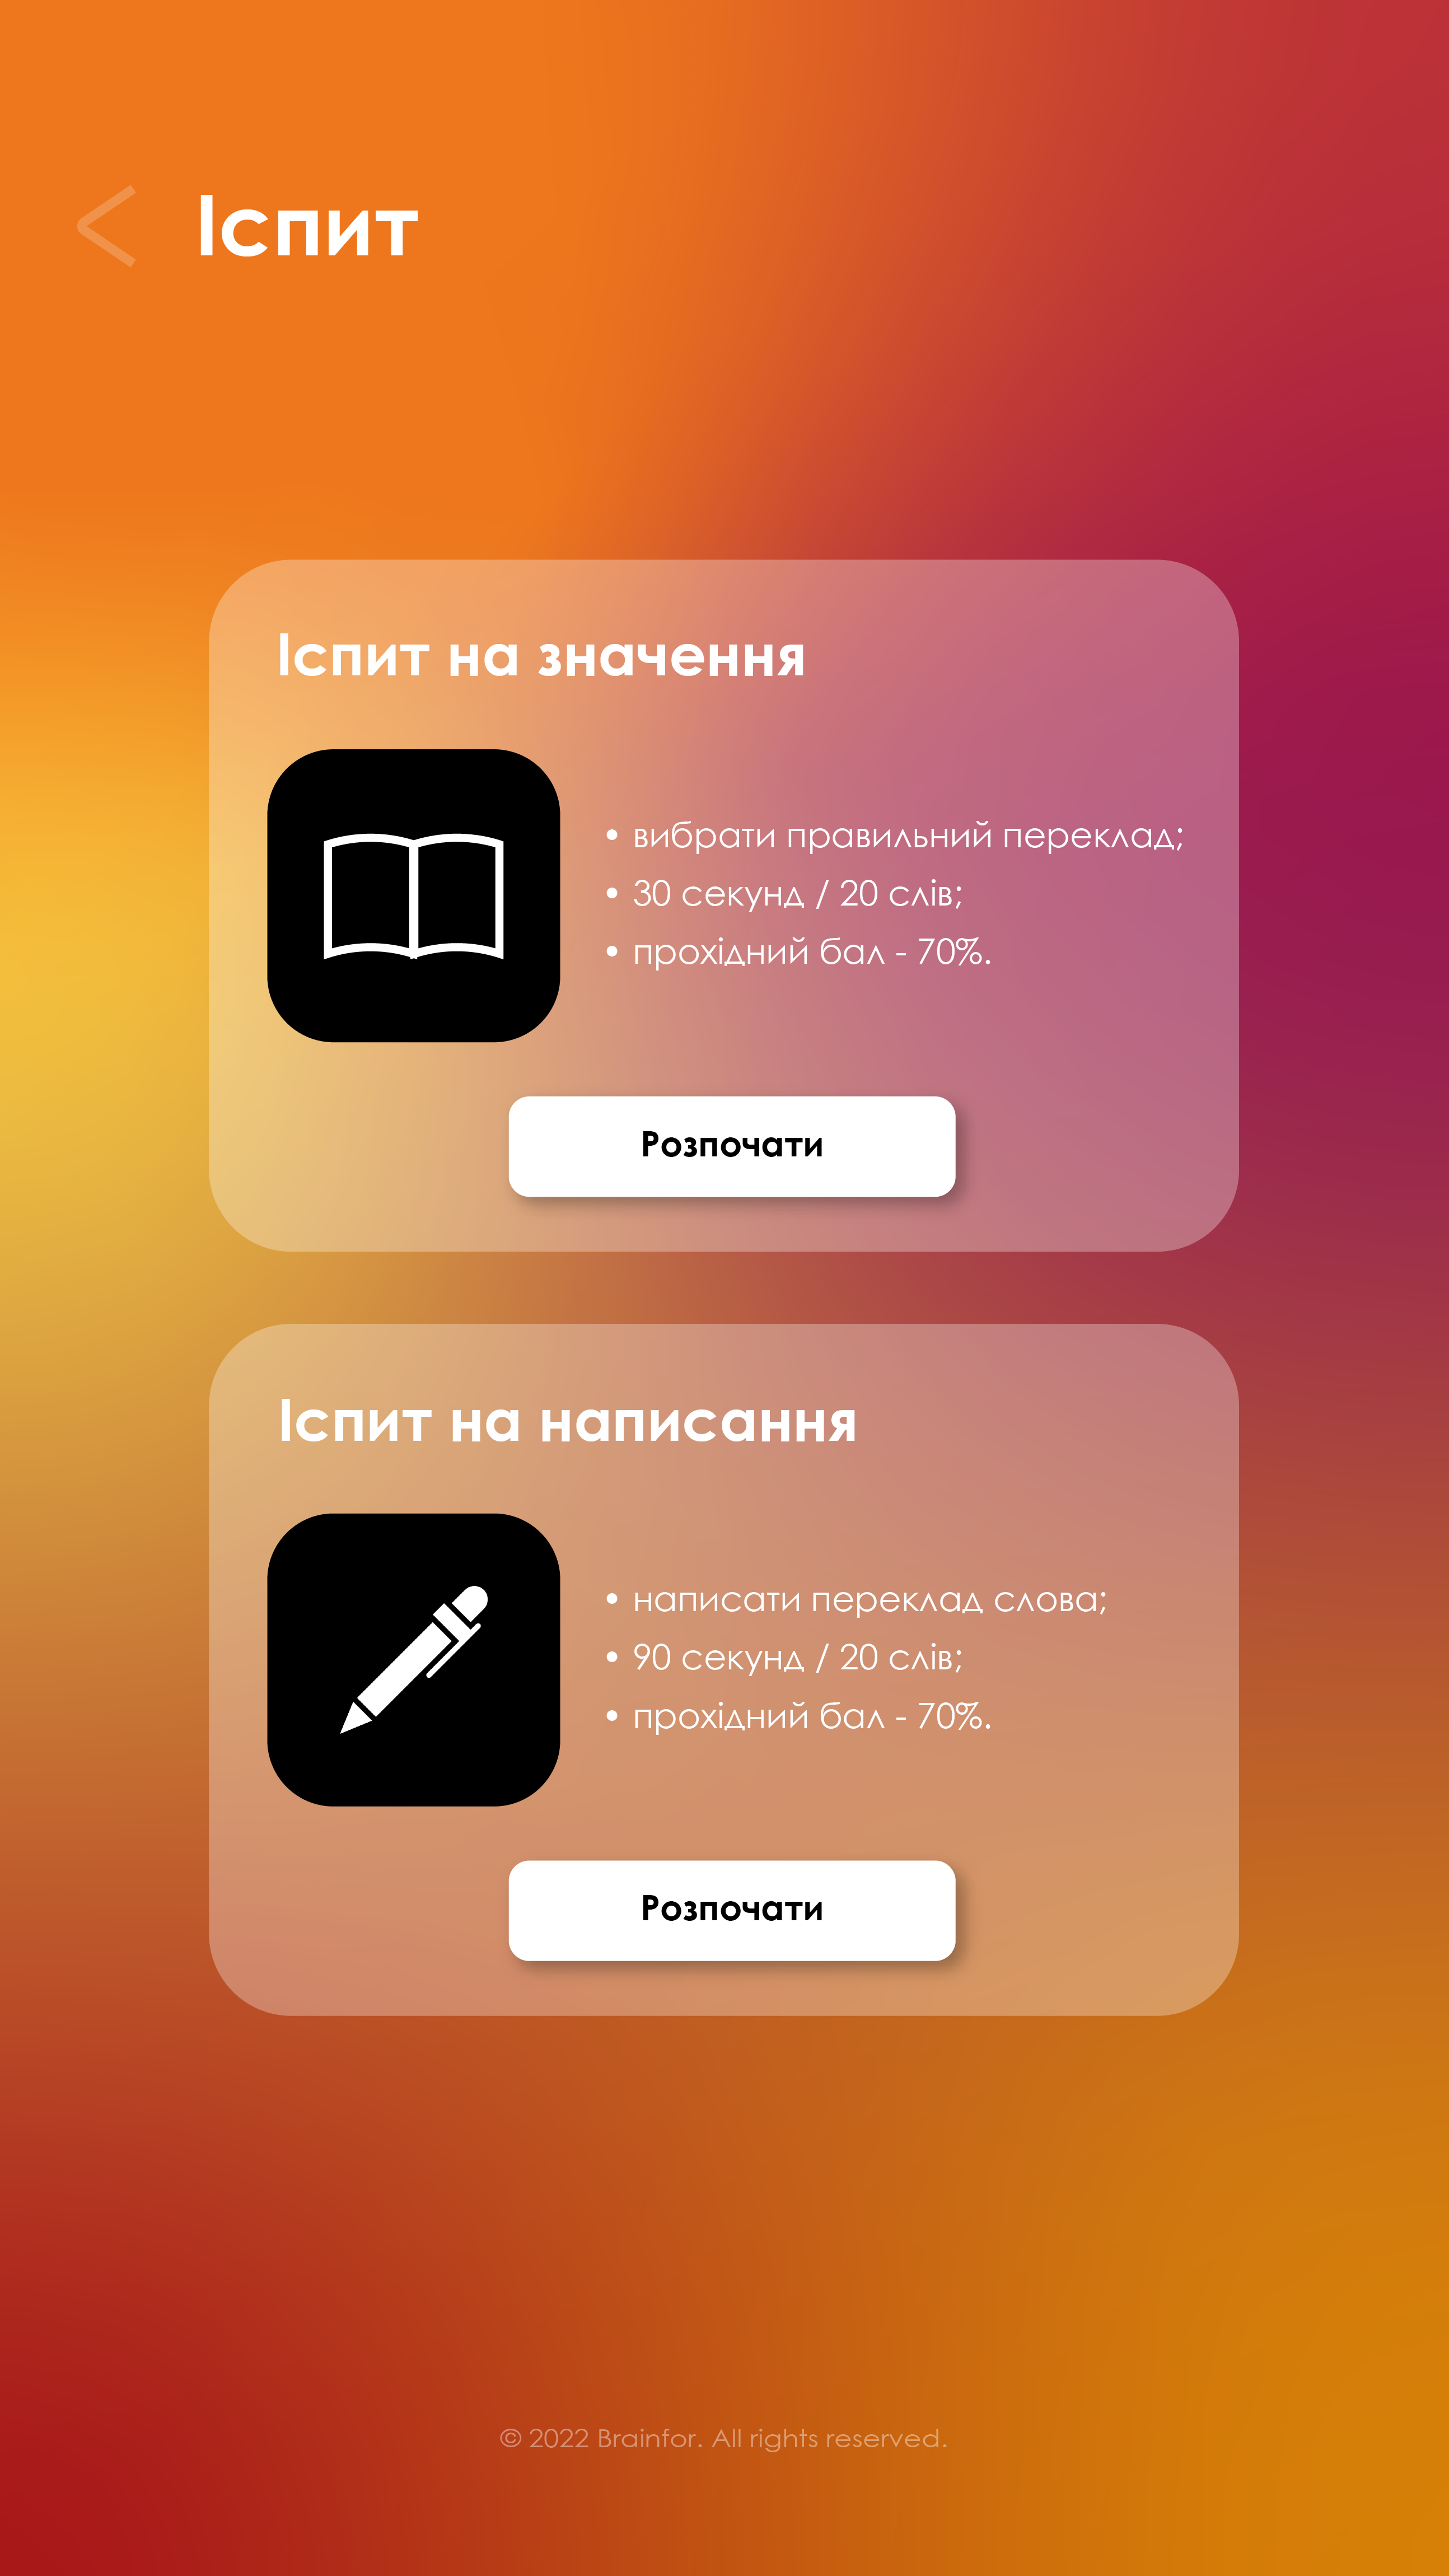 Іспит
Іспит на значення
• вибрати правильний переклад;
• 30 секунд / 20 слів;
• прохідний бал - 70%.
Розпочати
Іспит на написання
• написати переклад слова;
• 90 секунд / 20 слів;
• прохідний бал - 70%.
Розпочати
© 2022 Brainfor. All rights reserved.